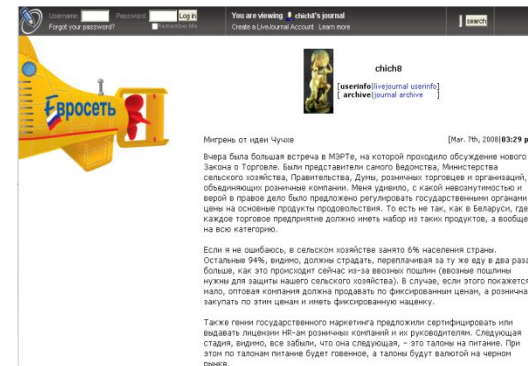 Username: Password: Log in
Forgot your password? Remember Me
You are viewing chich8's journal
Create a LiveJournal Account Learn more
search
chich8
[userinfo|livejournal userinfo]
[ archive|journal archive ]
Евросеть
Мигрень от идеи Чучхе [Mar. 7th, 2008|03:29 p
Вчера была большая встреча в МЭРТе, на которой проходило обсуждение нового
Закона о Торговле. Были представители самого Ведомства, Министерства
сельского хозяйства, Правительства, Думы, розничных торговцев и организаций,
объединяющих розничные компании. Меня удивило, с какой невозмутимостью и
верой в правое дело было предложено регулировать государственными органами
цены на основные продукты продовольствия. То есть не так, как в Беларуси, где
каждое торговое предприятие должно иметь набор из таких продуктов, а вообще
на всю категорию.
Если я не ошибаюсь, в сельском хозяйстве занято 6% населения страны.
Остальные 94%, видимо, должны страдать, переплачивая за ту же еду в два раза
больше, как это происходит сейчас из-за ввозных пошлин (ввозные пошлины
нужны для защиты нашего сельского хозяйства). В случае, если этого покажется
мало, оптовая компания должна продавать по фиксированным ценам, а рознична
закупать по этим ценам и иметь фиксированную наценку.
Также гении государственного маркетинга предложили сертифицировать или
выдавать лицензии HR-ам розничных компаний и их руководителям. Следующая
стадия, видимо, все забыли, что она следующая, – это талоны на питание. При
этом по талонам питание будет говенное, а талоны будут валютой на черном
рынке.